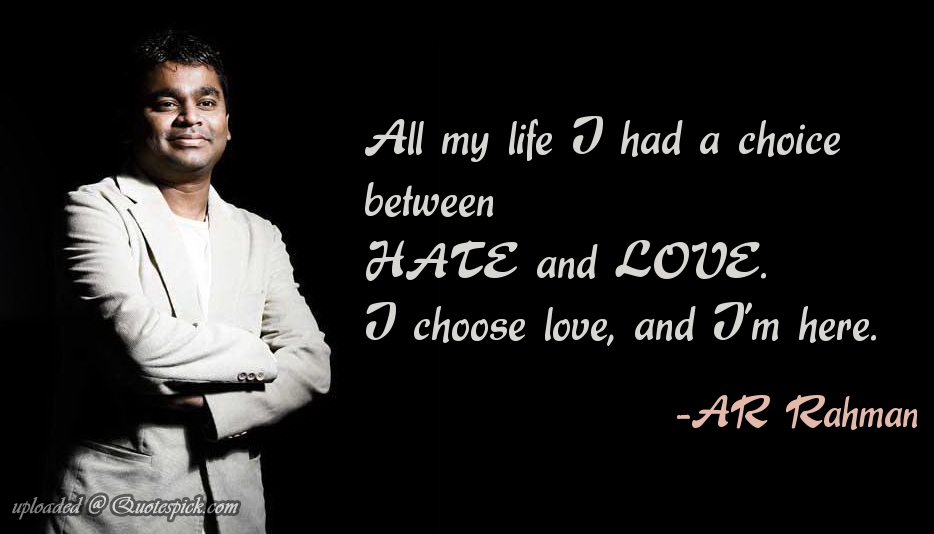 All my life I had a choice
between
HATE and LOVE.
I choose love, and I'm here.
-AR Rahman
uploaded @ Quotespick.com